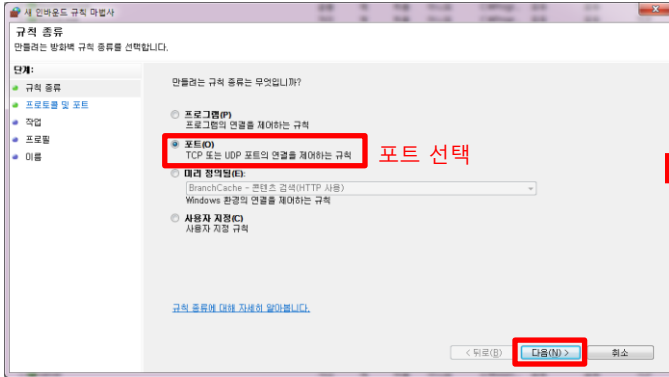 새 인바운드 규칙 마법사
규칙 종류
만들려는 방화벽 규칙 종류를 선택합니다.
단계:
규칙 종류
프로토콜 및 포트
작업
프로필
이름
만들려는 규칙 종류는 무엇입니까?
프로그램(P)
프로그램의 연결을 제어하는 규칙
포트(O)
TCP 또는 UDP 포트의 연결을 제어하는 규칙
포트 선택
미리 정의됨(E):
BranchCache - 콘텐츠 검색(HTTP 사용)
Windows 환경의 연결을 제어하는 규칙
사용자 지정(C)
사용자 지정 규칙
규칙 종류에 대해 자세히 알아봅니다.
< 뒤로(B) 다음(N) > 취소